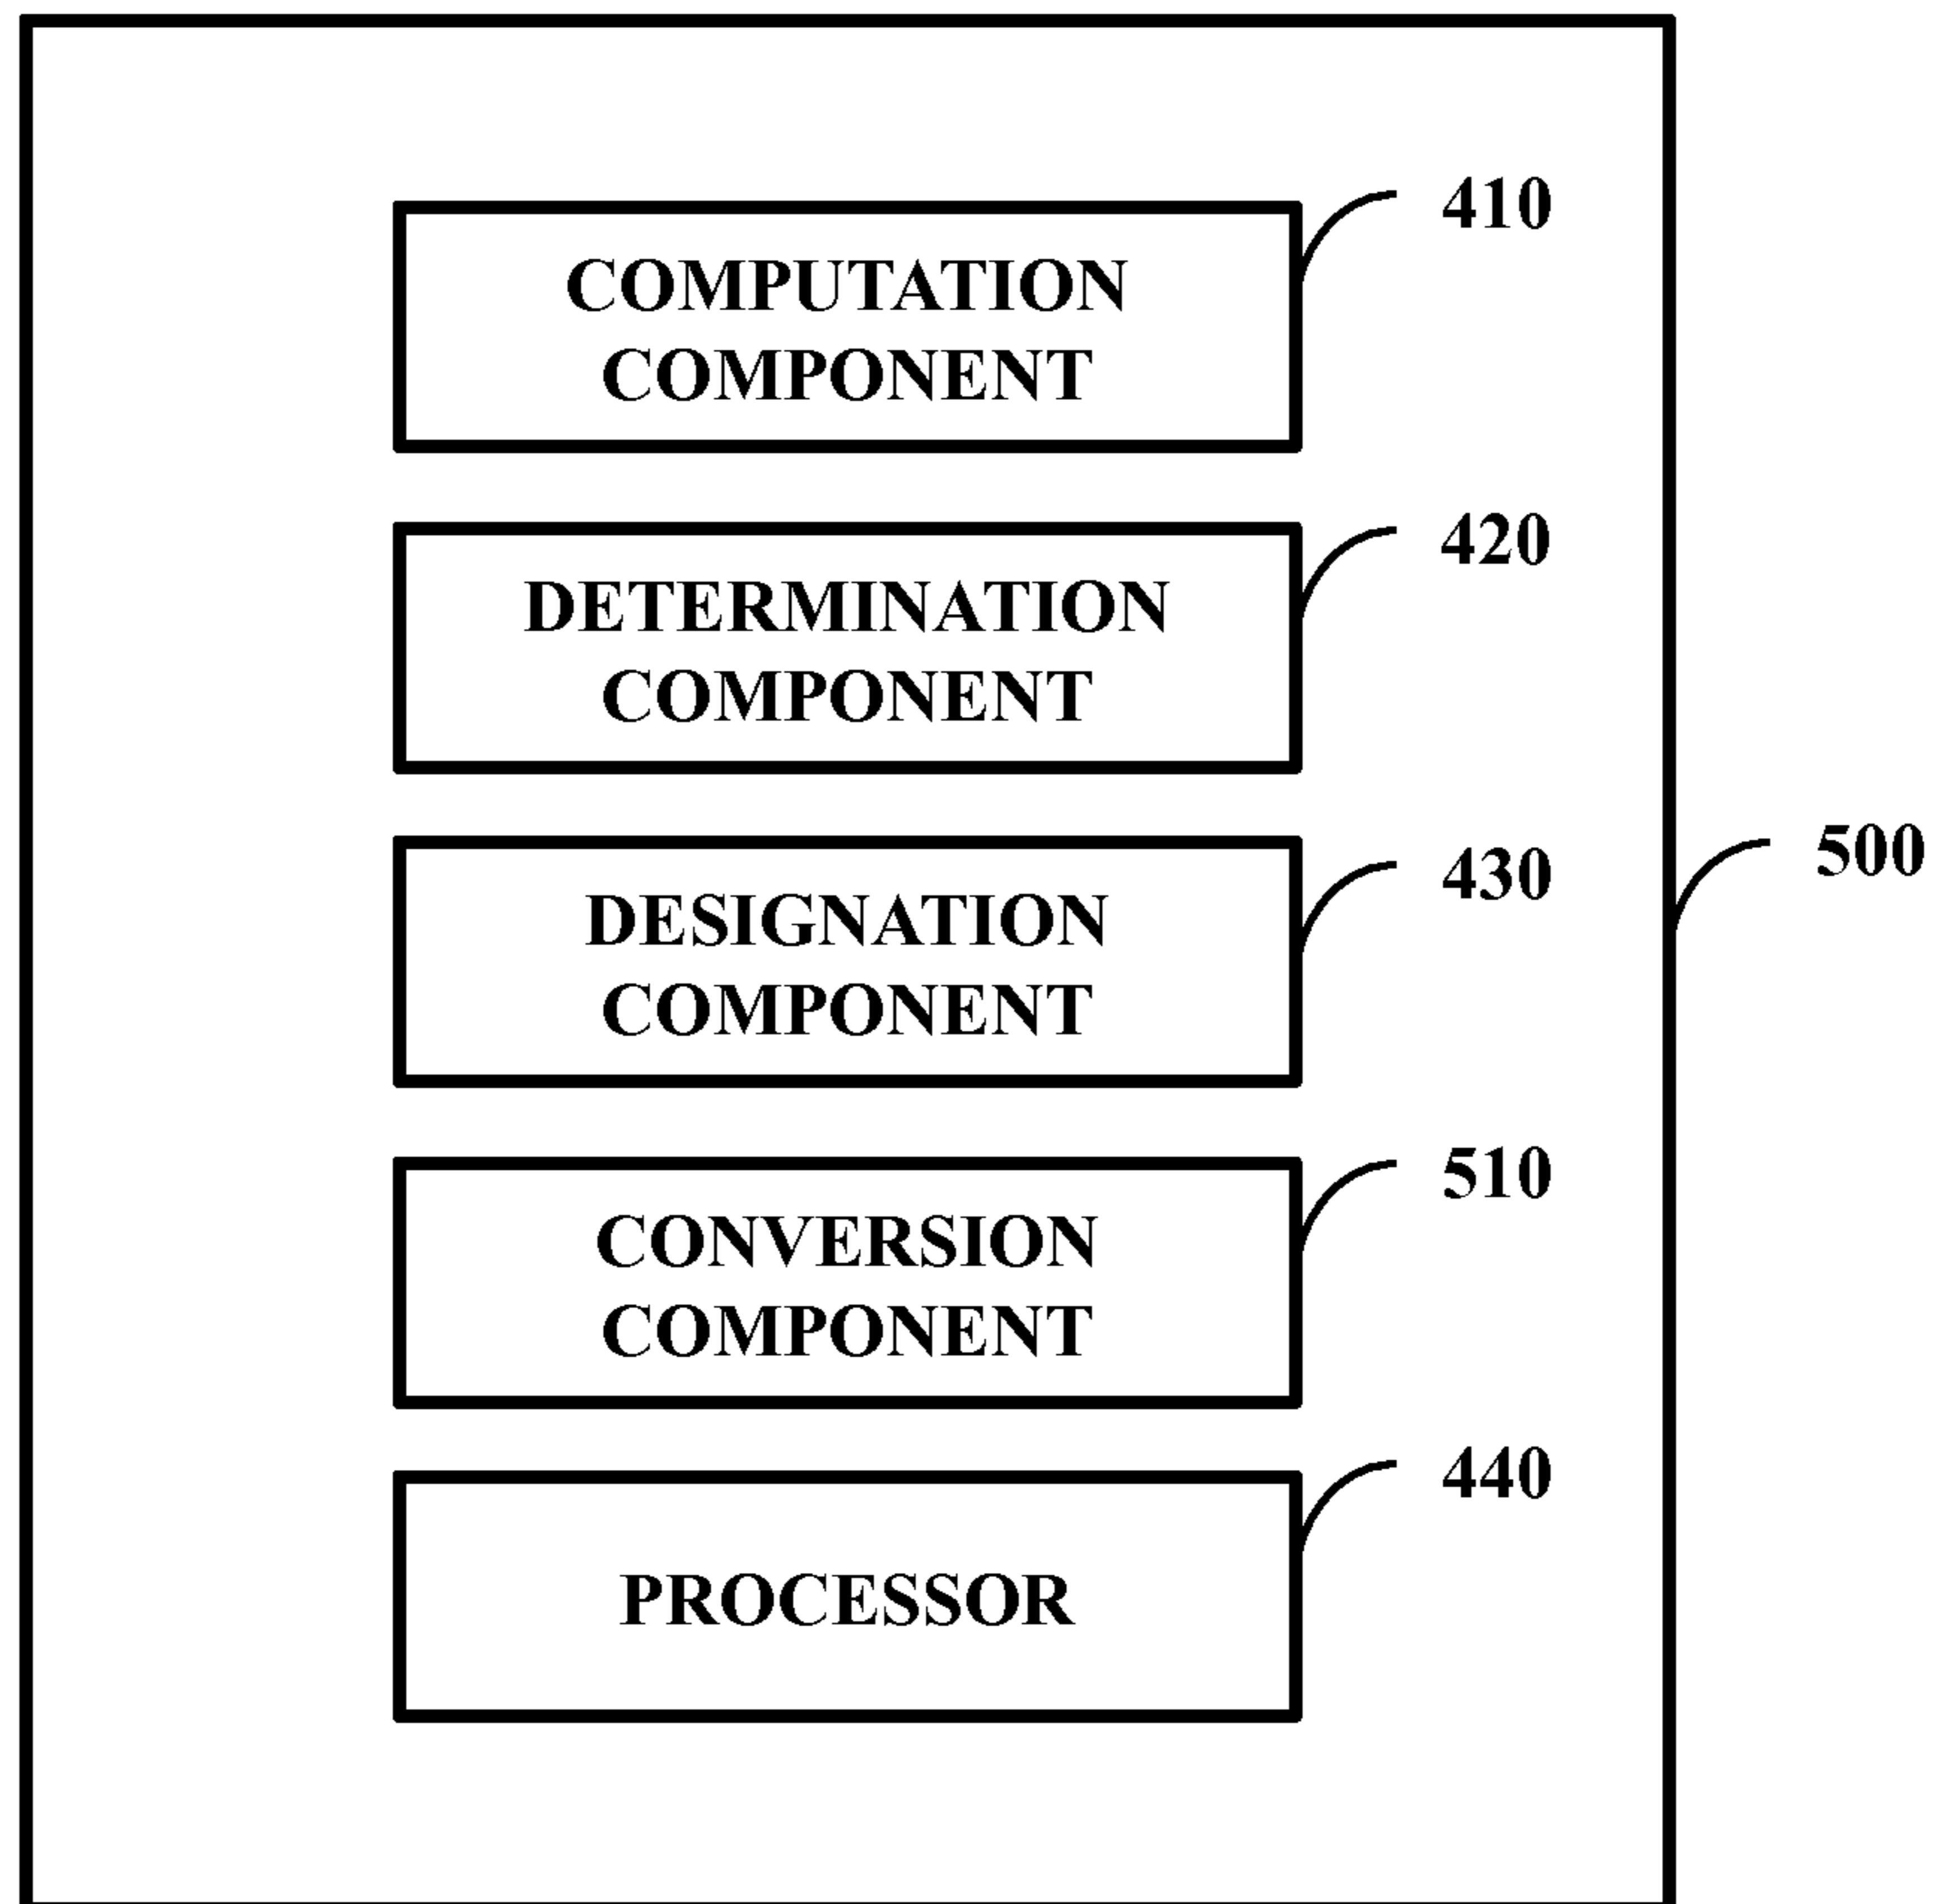 410
COMPUTATION
COMPONENT
420
DETERMINATION
COMPONENT
430
DESIGNATION
COMPONENT
500
510
CONVERSION
COMPONENT
440
PROCESSOR